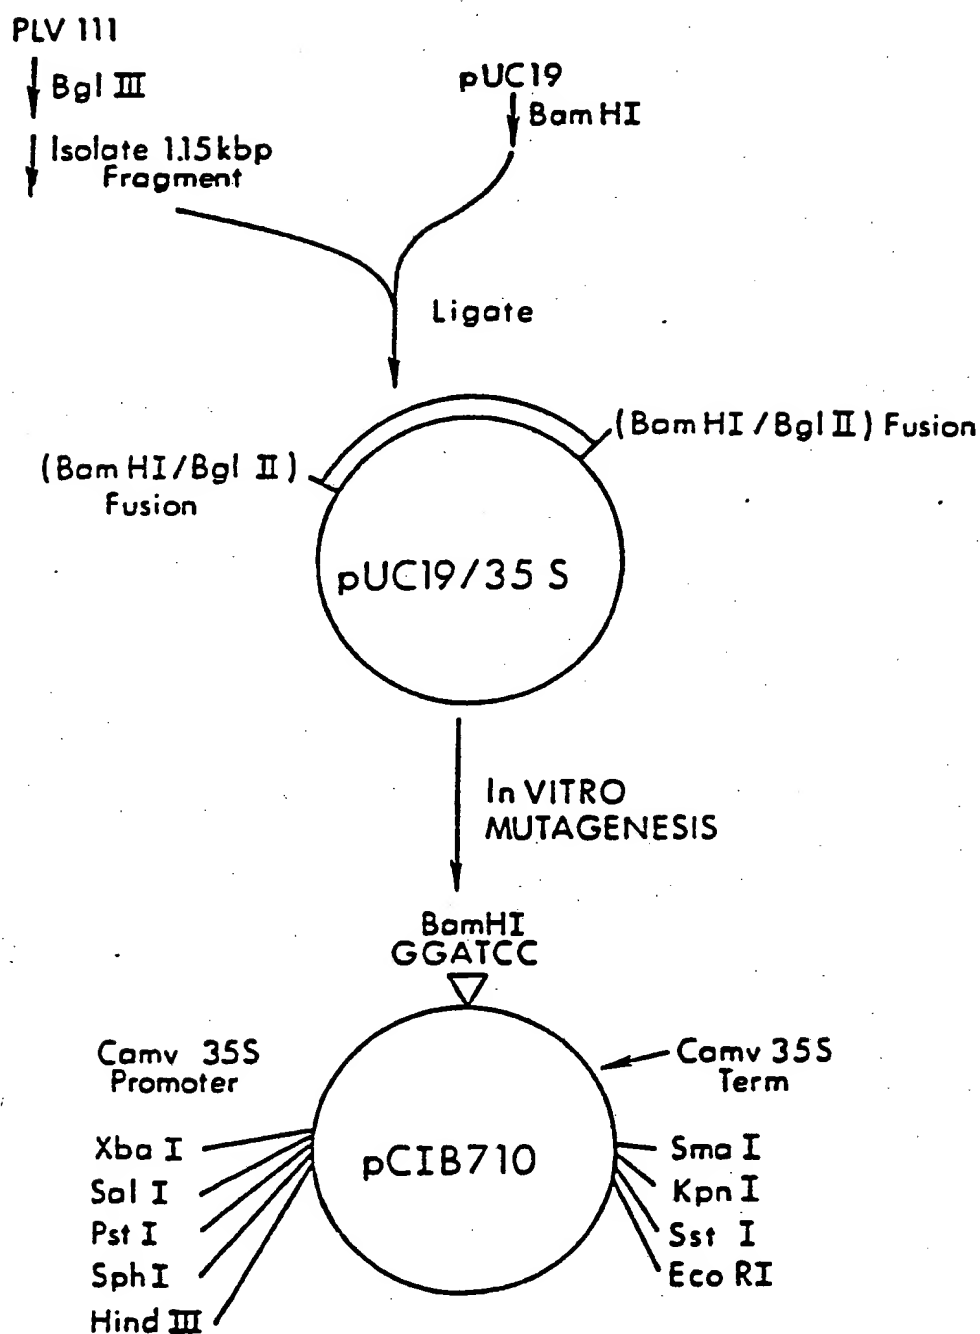 PLV 111
Bgl III
Isolate 1.15kbp
Fragment
pUC19
Bam HI
Ligate
(Bam HI/Bgl II)
Fusion
(Bam HI/Bgl II) Fusion
pUC19/35 S
In VITRO
MUTAGENESIS
BamHI
GGATCC
Camv 35S
Promoter
Camv 35S
Term
pCIB710
Xba I
Sal I
Pst I
Sph I
Hind III
Sma I
Kpn I
Sst I
Eco RI